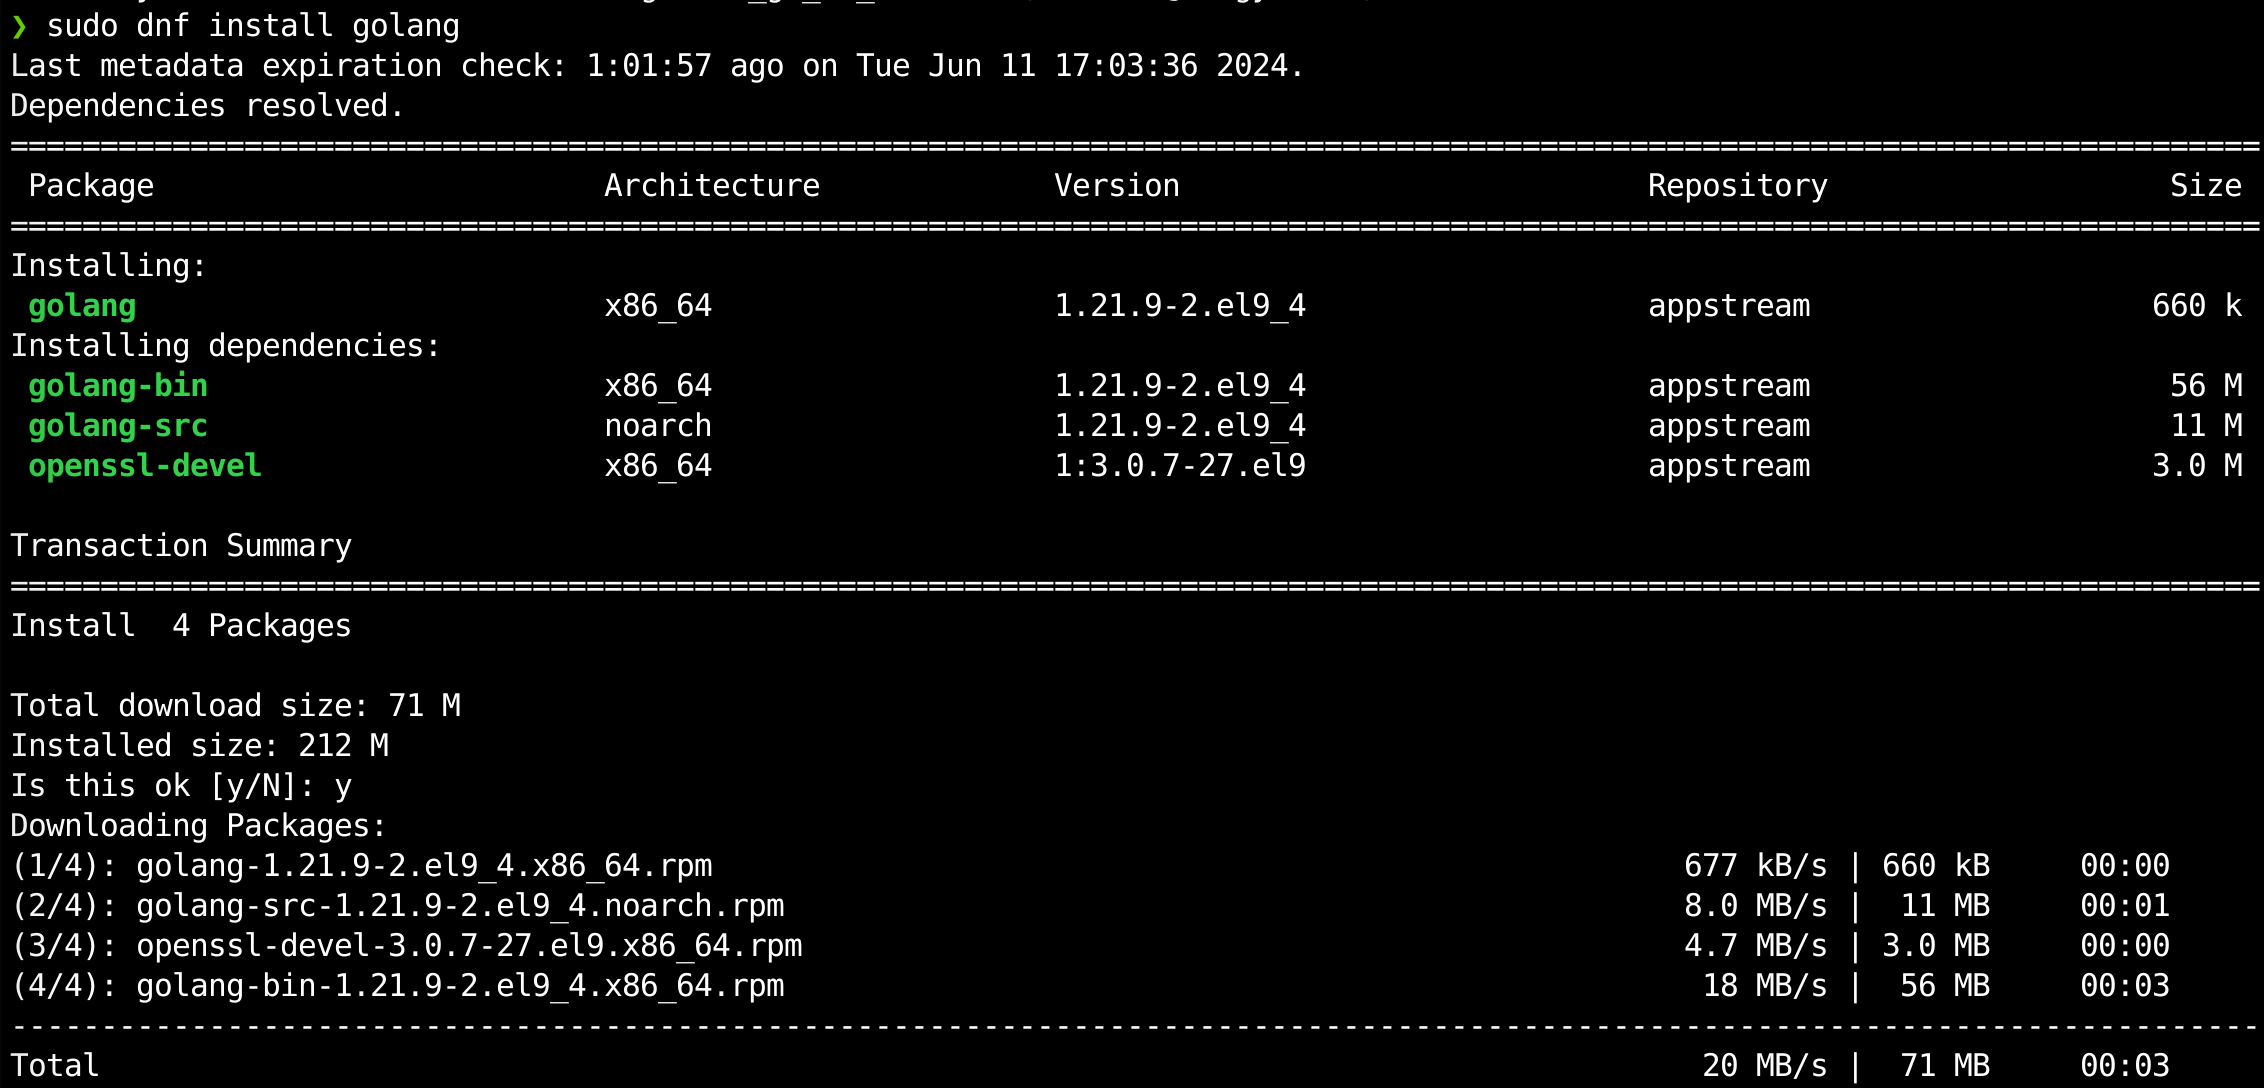 ❯ sudo dnf install golang
Last metadata expiration check: 1:01:57 ago on Tue Jun 11 17:03:36 2024.
Dependencies resolved.
=============================================================================================================================
 Package                        Architecture             Version                          Repository                   Size
=============================================================================================================================
Installing:
 golang                         x86_64                   1.21.9-2.el9_4                   appstream                   660 k
Installing dependencies:
 golang-bin                     x86_64                   1.21.9-2.el9_4                   appstream                    56 M
 golang-src                     noarch                   1.21.9-2.el9_4                   appstream                    11 M
 openssl-devel                  x86_64                   1:3.0.7-27.el9                   appstream                   3.0 M
Transaction Summary
=============================================================================================================================
Install  4 Packages
Total download size: 71 M
Installed size: 212 M
Is this ok [y/N]: y
Downloading Packages:
(1/4): golang-1.21.9-2.el9_4.x86_64.rpm                                                      677 kB/s | 660 kB     00:00
(2/4): golang-src-1.21.9-2.el9_4.noarch.rpm                                                  8.0 MB/s |  11 MB     00:01
(3/4): openssl-devel-3.0.7-27.el9.x86_64.rpm                                                 4.7 MB/s | 3.0 MB     00:00
(4/4): golang-bin-1.21.9-2.el9_4.x86_64.rpm                                                   18 MB/s |  56 MB     00:03
-----------------------------------------------------------------------------------------------------------------------------
Total                                                                                         20 MB/s |  71 MB     00:03